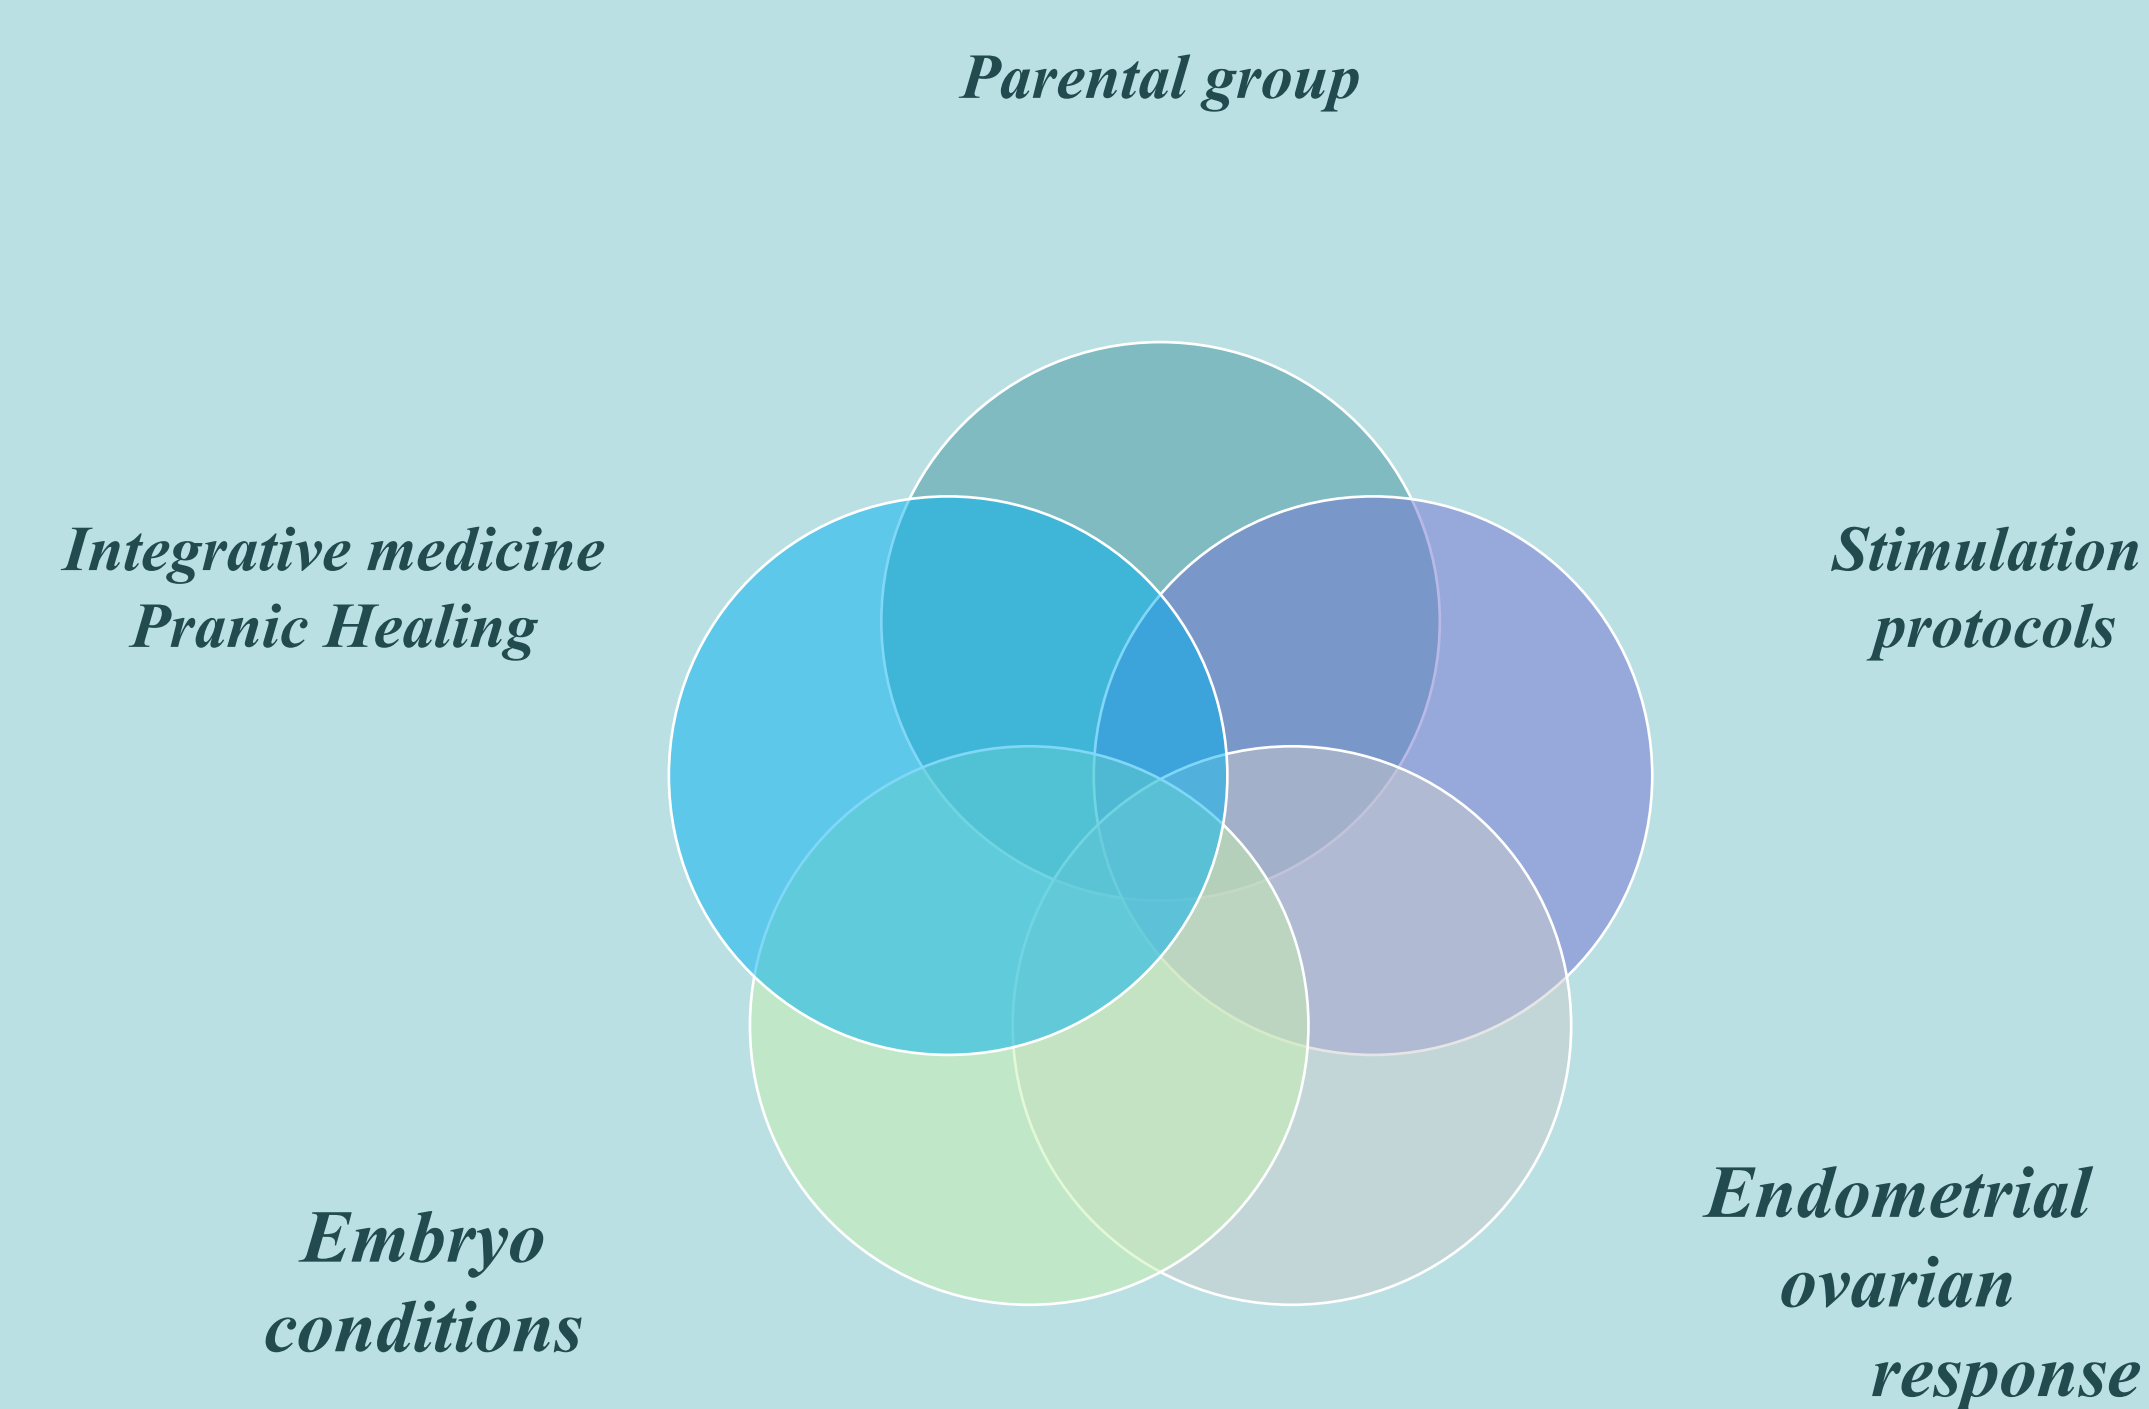 Parental group
Integrative medicine
Pranic Healing
Stimulation
protocols
Embryo
conditions
Endometrial
ovarian
response